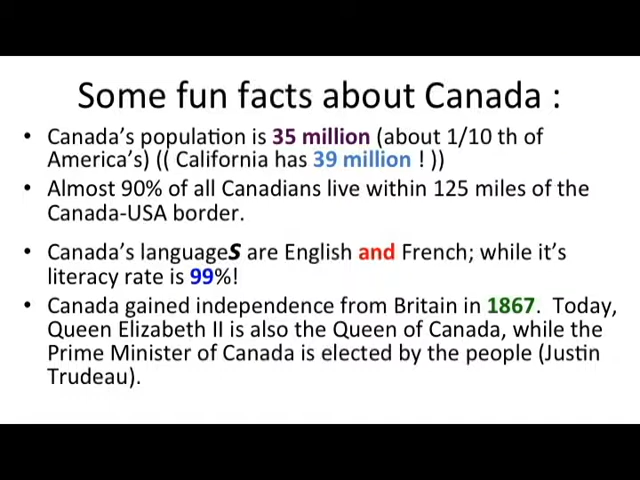 Some fun facts about Canada :
• Canada's population is 35 million (about 1/10 th of
America's) (( California has 39 million ! ))
• Almost 90% of all Canadians live within 125 miles of the
Canada-USA border.
• Canada's languageS are English and French; while it's
literacy rate is 99%!
• Canada gained independence from Britain in 1867.  Today,
Queen Elizabeth II is also the Queen of Canada, while the
Prime Minister of Canada is elected by the people (Justin
Trudeau).